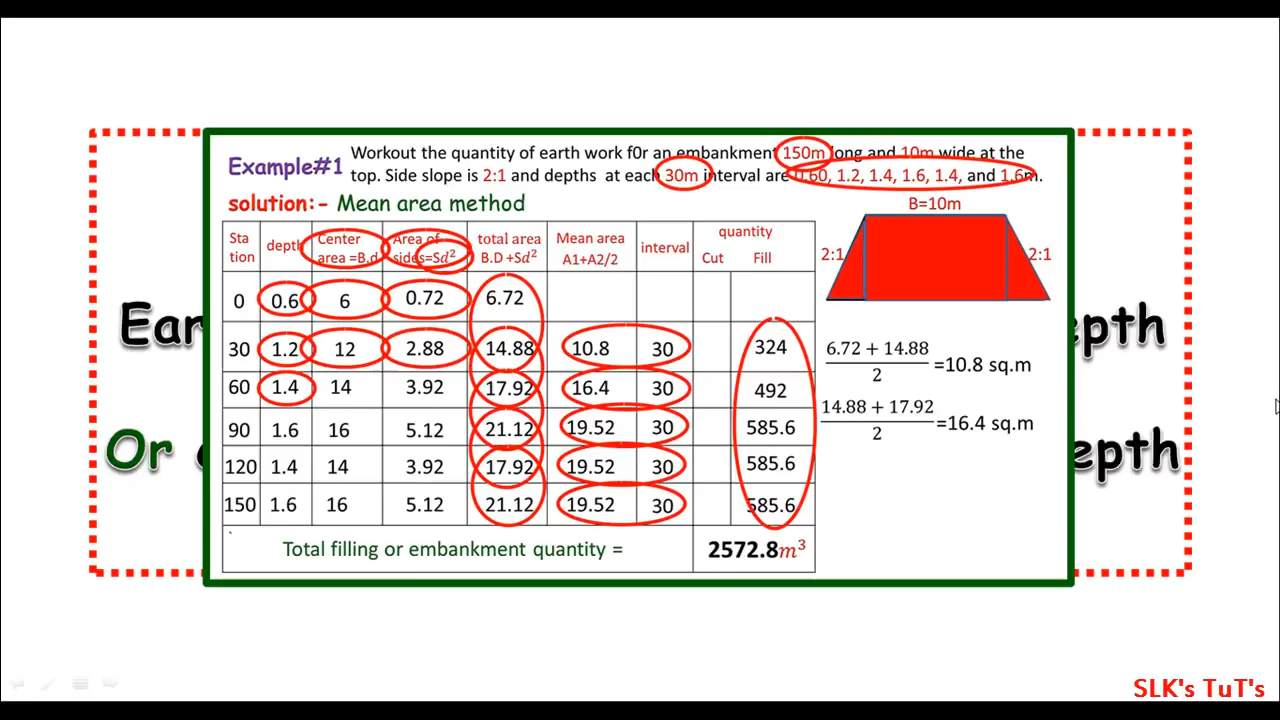 Example#1
Workout the quantity of earth work f0r an embankment 150m long and 10m wide at the
top. Side slope is 2:1 and depths at each 30m interval are 0.60, 1.2, 1.4, 1.6, 1.4, and 1.6m.
solution:- Mean area method
B=10m
2:1 2:1
Sta tion depth Center area =B.d Area of sides=Sd² total area B.D +Sd² Mean area A1+A2/2 interval quantity Cut Fill
0 0.6 6 0.72 6.72
30 1.2 12 2.88 14.88 10.8 30 324
60 1.4 14 3.92 17.92 16.4 30 492
90 1.6 16 5.12 21.12 19.52 30 585.6
120 1.4 14 3.92 17.92 19.52 30 585.6
150 1.6 16 5.12 21.12 19.52 30 585.6
Total filling or embankment quantity = 2572.8m³
6.72 + 14.88
2
=10.8 sq.m
14.88 + 17.92
2
=16.4 sq.m
Ear
epth
Or
epth
SLK's TuT's